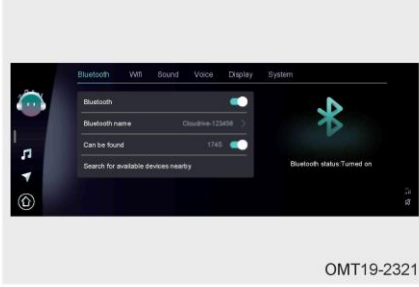 Bluetooth Wifi Sound Voice Display System
Bluetooth
Bluetooth name Cloudrive-123456 >
Can be found 1745
Search for available devices nearby
Bluetooth status:Turned on
OMT19-2321